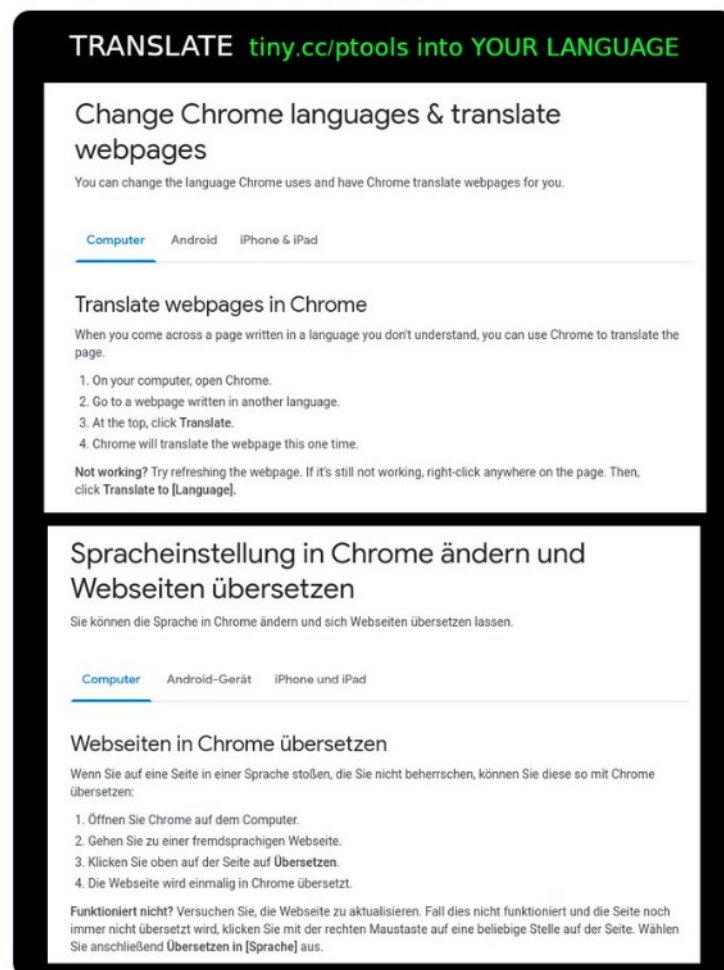 TRANSLATE tiny.cc/ptools into YOUR LANGUAGE
Change Chrome languages & translate
webpages
You can change the language Chrome uses and have Chrome translate webpages for you.
Computer Android iPhone & iPad
Translate webpages in Chrome
When you come across a page written in a language you don't understand, you can use Chrome to translate the
page.
1. On your computer, open Chrome.
2. Go to a webpage written in another language.
3. At the top, click Translate.
4. Chrome will translate the webpage this one time.
Not working? Try refreshing the webpage. If it's still not working, right-click anywhere on the page. Then,
click Translate to [Language].
Spracheinstellung in Chrome ändern und
Webseiten übersetzen
Sie können die Sprache in Chrome ändern und sich Webseiten übersetzen lassen.
Computer Android-Gerät iPhone und iPad
Webseiten in Chrome übersetzen
Wenn Sie auf eine Seite in einer Sprache stoßen, die Sie nicht beherrschen, können Sie diese so mit Chrome
übersetzen:
1. Öffnen Sie Chrome auf dem Computer.
2. Gehen Sie zu einer fremdsprachigen Webseite.
3. Klicken Sie oben auf der Seite auf Übersetzen.
4. Die Webseite wird einmalig in Chrome übersetzt.
Funktioniert nicht? Versuchen Sie, die Webseite zu aktualisieren. Fall dies nicht funktioniert und die Seite noch
immer nicht übersetzt wird, klicken Sie mit der rechten Maustaste auf eine beliebige Stelle auf der Seite. Wählen
Sie anschließend Übersetzen in [Sprache] aus.